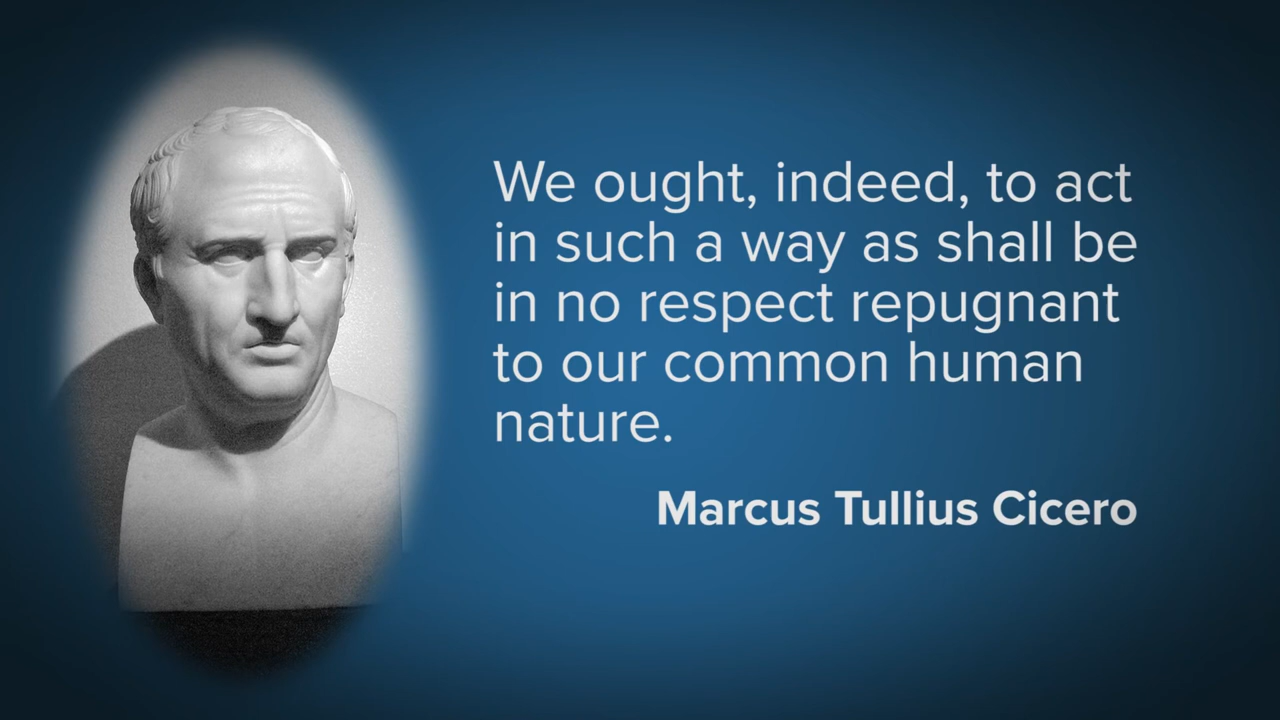 We ought, indeed, to act
in such a way as shall be
in no respect repugnant
to our common human
nature.
Marcus Tullius Cicero